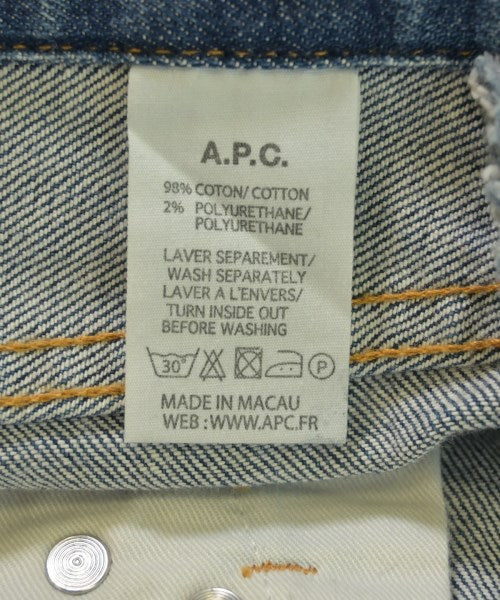 A.P.C.
98% COTON/ COTTON
2% POLYURETHANE/
POLYURETHANE
LAVER SEPAREMENT/
WASH SEPARATELY
LAVER A L'ENVERS/
TURN INSIDE OUT
BEFORE WASHING
30° P
MADE IN MACAU
WEB : WWW.APC.FR